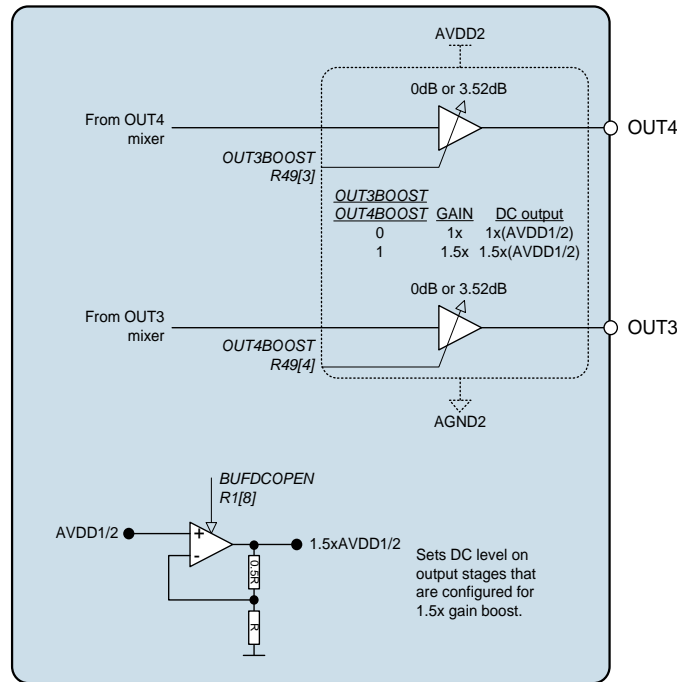 AVDD2
0dB or 3.52dB
From OUT4
mixer
OUT4
OUT3BOOST
R49[3]
OUT3BOOST
OUT4BOOST GAIN DC output
0 1x 1x(AVDD1/2)
1 1.5x 1.5x(AVDD1/2)
0dB or 3.52dB
From OUT3
mixer
OUT3
OUT4BOOST
R49[4]
AGND2
BUFDCOPEN
R1[8]
AVDD1/2
+
-
1.5xAVDD1/2
0.5R
R
Sets DC level on
output stages that
are configured for
1.5x gain boost.